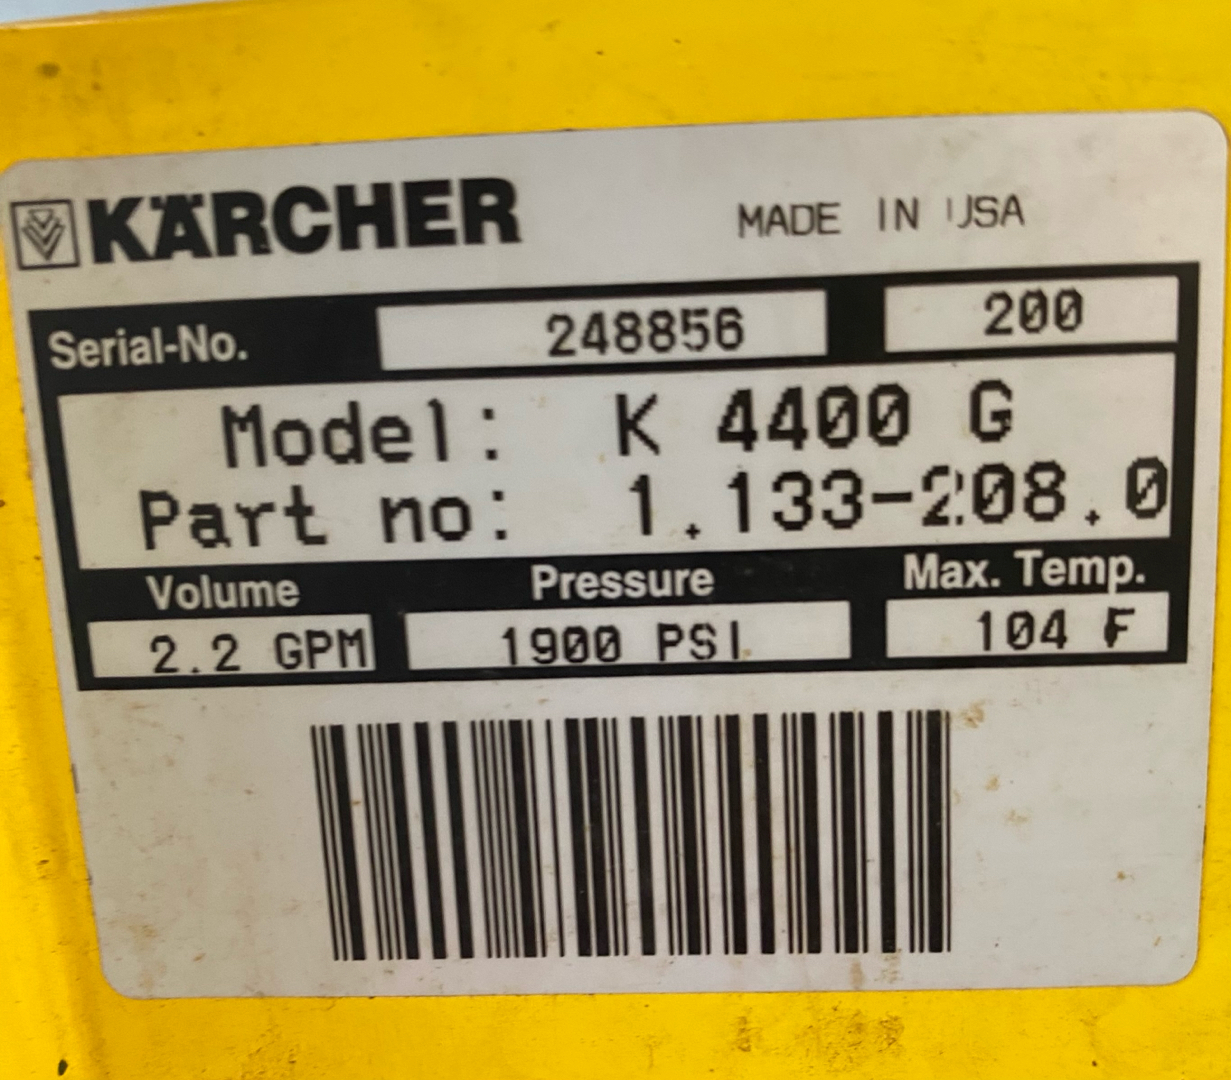 KÄRCHER MADE IN USA
Serial-No. 248856 200
Model: K 4400 G
Part no: 1.133-208.0
Volume Pressure Max. Temp.
2.2 GPM 1900 PSI 104 F